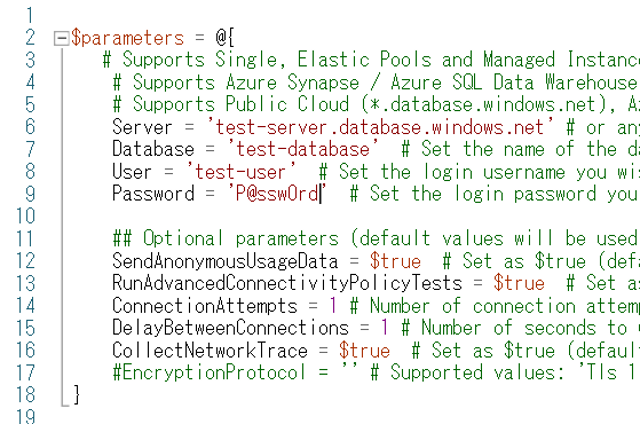 1
2 $parameters = @{
3 # Supports Single, Elastic Pools and Managed Instance
4 # Supports Azure Synapse / Azure SQL Data Warehouse
5 # Supports Public Cloud (*.database.windows.net),
6 Server = 'test-server.database.windows.net' # or
7 Database = 'test-database' # Set the name of the
8 User = 'test-user' # Set the login username you
9 Password = 'P@ssw0rd' # Set the login password you
10
11 ## Optional parameters (default values will be used
12 SendAnonymousUsageData = $true # Set as $true
13 RunAdvancedConnectivityPolicyTests = $true # Set
14 ConnectionAttempts = 1 # Number of connection
15 DelayBetweenConnections = 1 # Number of seconds to
16 CollectNetworkTrace = $true # Set as $true
17 #EncryptionProtocol = '' # Supported values: 'Tls 1
18 }
19